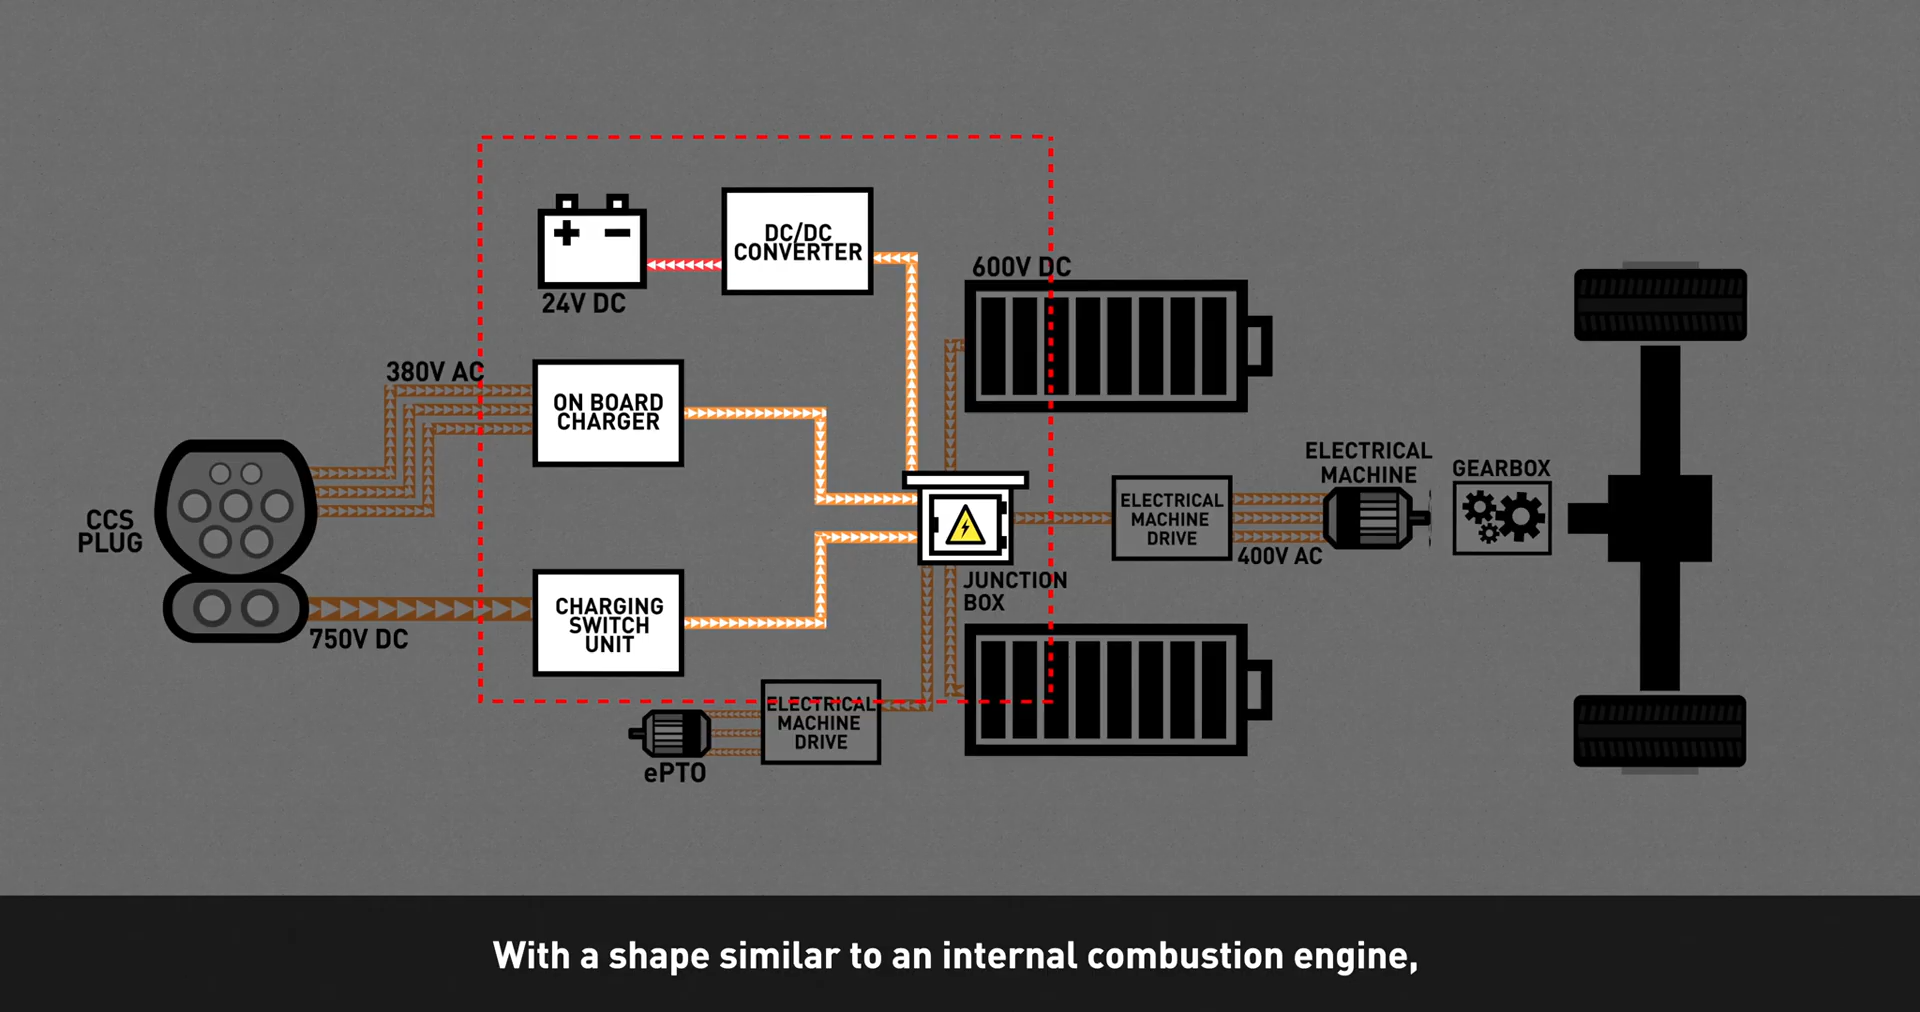 DC/DC
CONVERTER
24V DC
600V DC
380V AC
ON BOARD
CHARGER
ELECTRICAL
MACHINE
GEARBOX
CCS
PLUG
ELECTRICAL
MACHINE
DRIVE
400V AC
JUNCTION
BOX
CHARGING
SWITCH
UNIT
750V DC
ELECTRICAL
MACHINE
DRIVE
ePTO
With a shape similar to an internal combustion engine,